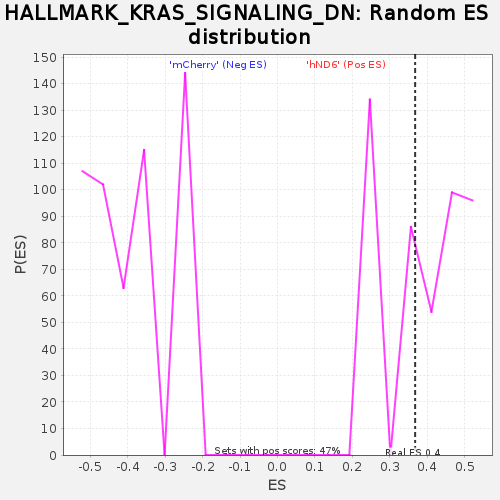 HALLMARK_KRAS_SIGNALING_DN: Random ES
distribution
'mCherry' (Neg ES)
'hND6' (Pos ES)
150
140
130
120
110
100
90
80
70
60
50
40
30
20
10
0
P(ES)
Sets with pos scores: 47%
Real ES 0.4
-0.5 -0.4 -0.3 -0.2 -0.1 0.0 0.1 0.2 0.3 0.4 0.5
ES